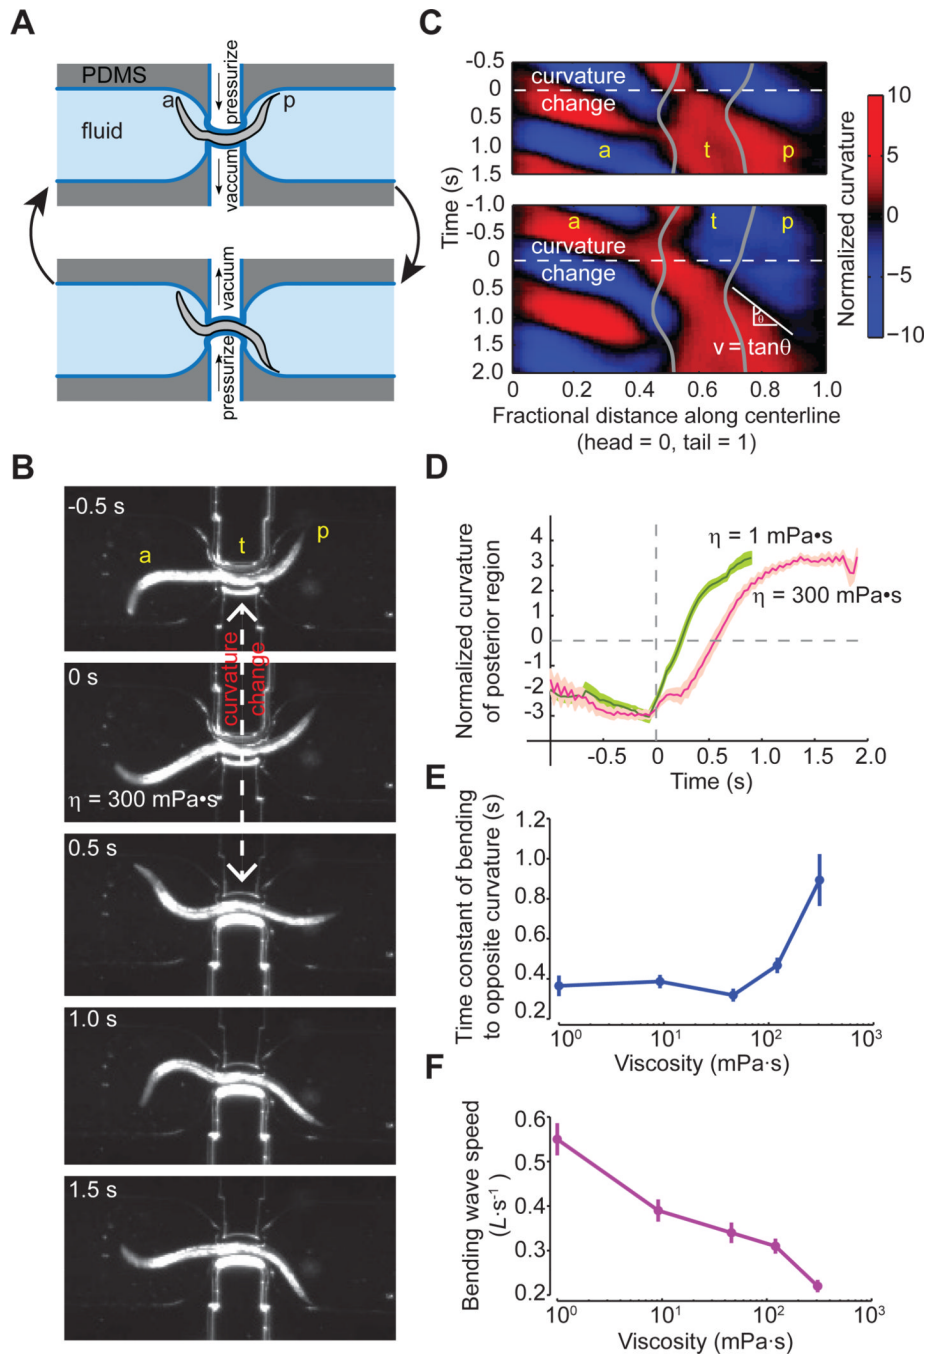 A
PDMS
a
p
pressurize
fluid
vaccum
vacuum
pressurize
B
-0.5 s
a
t
p
curvature
change
0 s
η = 300 mPa•s
0.5 s
1.0 s
1.5 s
C
-0.5
0
0.5
1.0
1.5
curvature
change
a
t
p
-1.0
-0.5
0
0.5
1.0
1.5
2.0
a
t
p
curvature
change
θ
v = tanθ
Time (s)
0
0.2
0.4
0.6
0.8
1.0
Fractional distance along centerline
(head = 0, tail = 1)
10
5
0
−5
−10
Normalized curvature
D
Normalized curvature
of posterior region
4
3
2
1
0
-1
-2
-3
η = 1 mPa•s
η = 300 mPa•s
-0.5
0
0.5
1.0
1.5
2.0
Time (s)
E
Time constant of bending
to opposite curvature (s)
1.2
1.0
0.8
0.6
0.4
0.2
10⁰
10¹
10²
10³
Viscosity (mPa·s)
F
Bending wave speed
(L·s⁻¹)
0.6
0.5
0.4
0.3
0.2
10⁰
10¹
10²
10³
Viscosity (mPa·s)